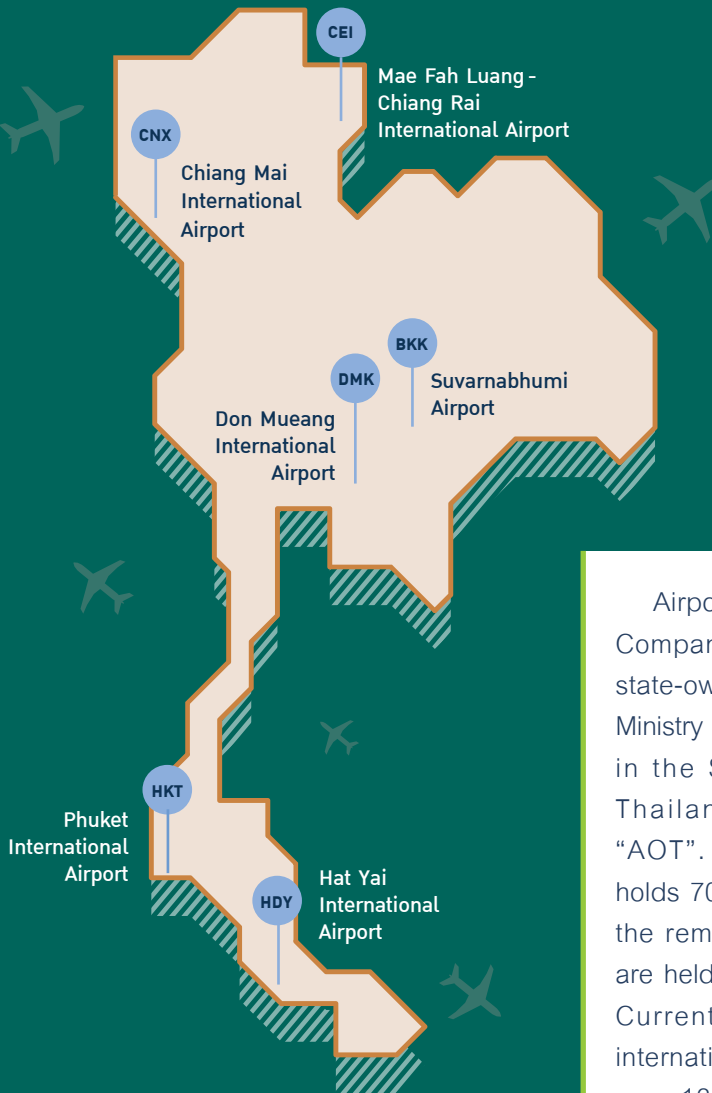 CEI
Mae Fah Luang -
Chiang Rai
International Airport
CNX
Chiang Mai
International
Airport
BKK
Suvarnabhumi
Airport
DMK
Don Mueang
International
Airport
HKT
Phuket
International
Airport
HDY
Hat Yai
International
Airport
Airpo
Compan
state-ow
Ministry
in the S
Thailan
“AOT”.
holds 70
the rem
are held
Current
internati